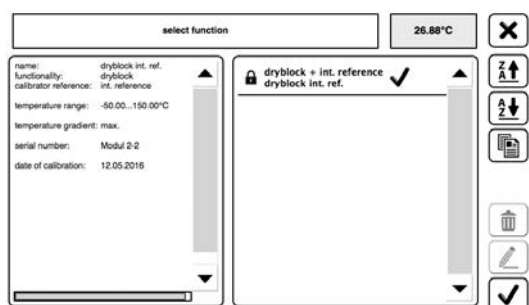 select function
26.88°C
name: dryblock int. ref.
functionality: dryblock
calibrator reference: int. reference
temperature range: -50.00...150.00°C
temperature gradient: max.
serial number: Modul 2-2
date of calibration: 12.05.2016
dryblock + int. reference
dryblock int. ref.
Z
A
A
Z